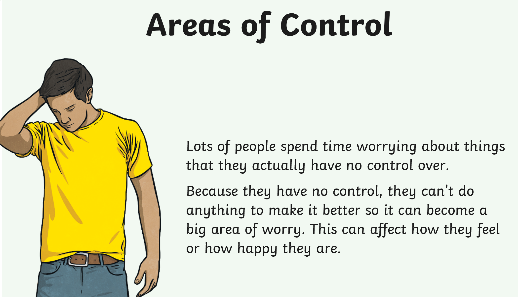 Areas of Control
Lots of people spend time worrying about things
that they actually have no control over.
Because they have no control, they can't do
anything to make it better so it can become a
big area of worry. This can affect how they feel
or how happy they are.